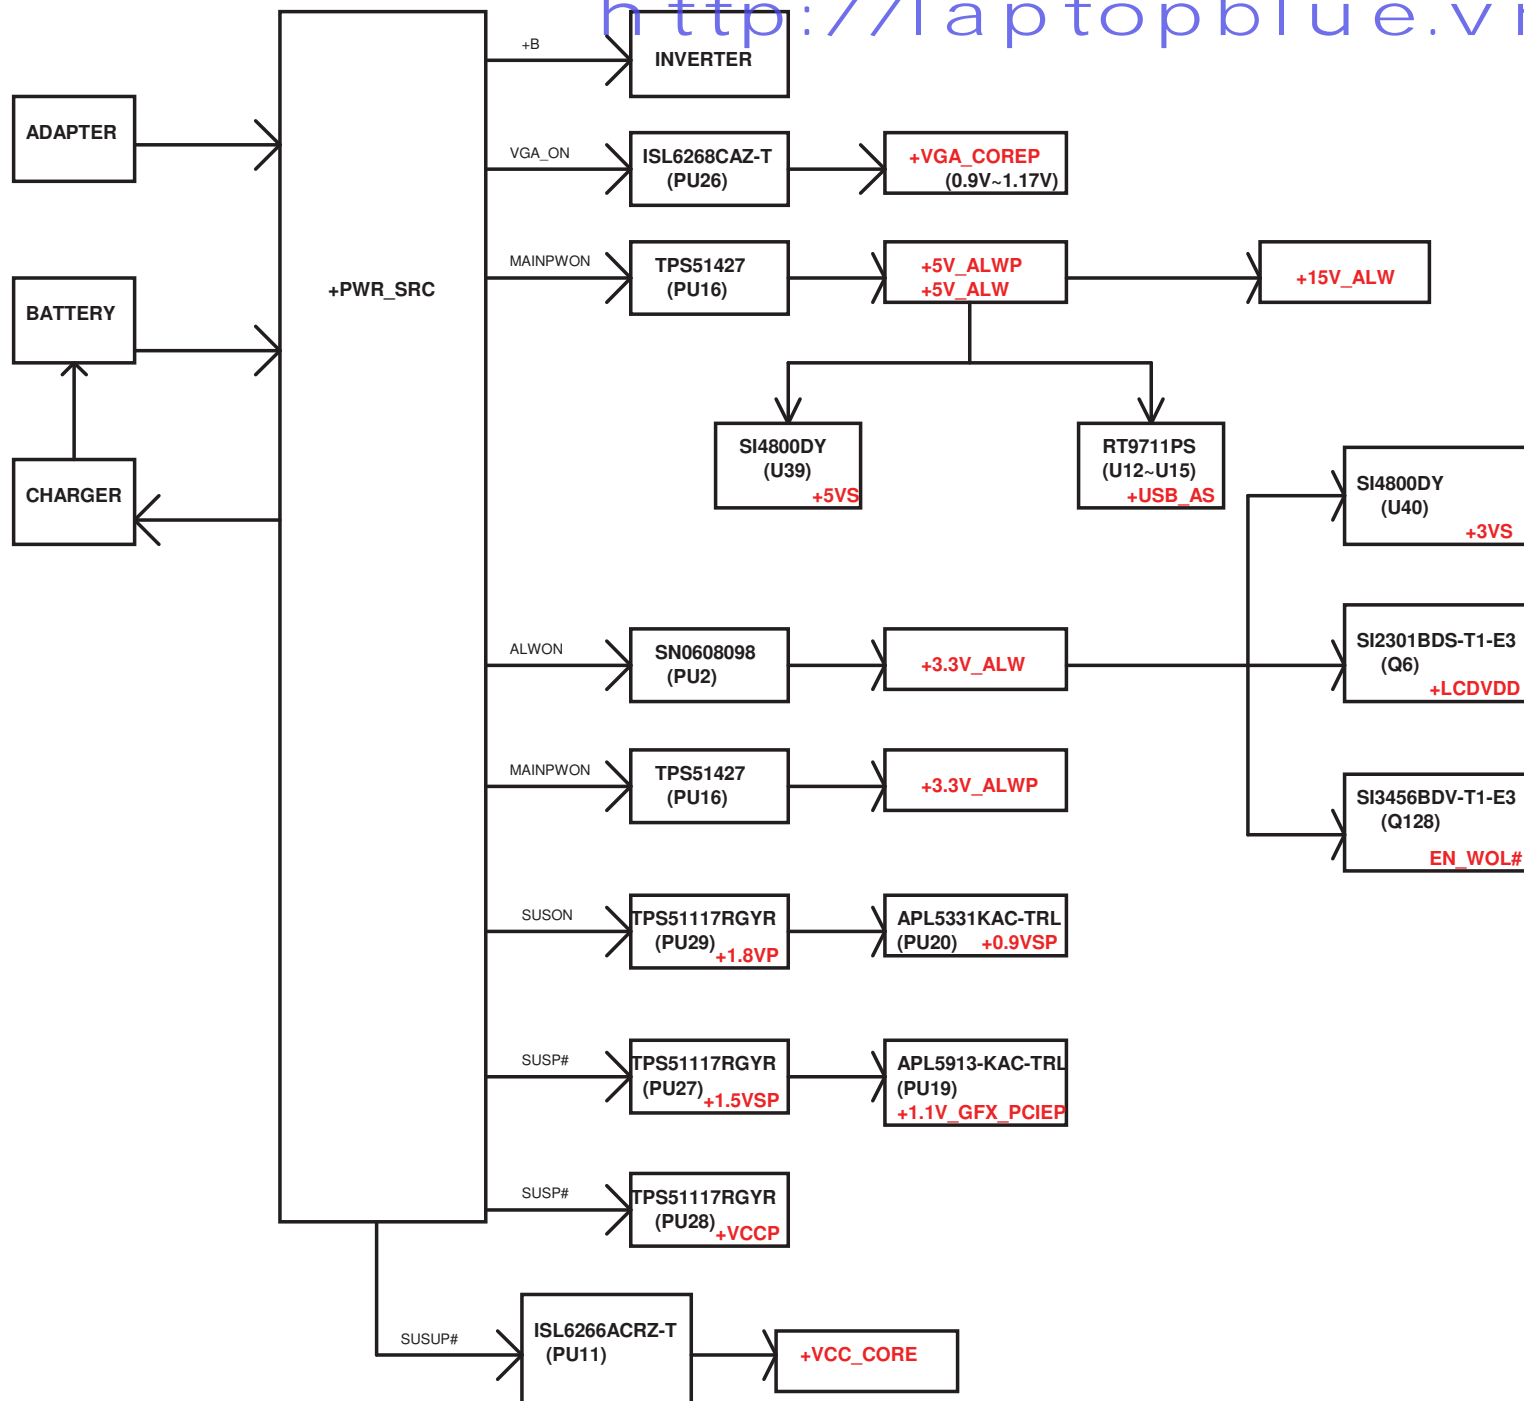 http://laptopblue.vn
+B
INVERTER
ADAPTER
VGA_ON
ISL6268CAZ-T
(PU26)
+VGA_COREP
(0.9V~1.17V)
MAINPWON
TPS51427
(PU16)
+5V_ALWP
+5V_ALW
+15V_ALW
+PWR_SRC
BATTERY
CHARGER
SI4800DY
(U39)
+5VS
RT9711PS
(U12~U15)
+USB_AS
SI4800DY
(U40)
+3VS
ALWON
SN0608098
(PU2)
+3.3V_ALW
SI2301BDS-T1-E3
(Q6)
+LCDVDD
MAINPWON
TPS51427
(PU16)
+3.3V_ALWP
SI3456BDV-T1-E3
(Q128)
EN_WOL#
SUSON
TPS51117RGYR
(PU29)
+1.8VP
APL5331KAC-TRL
(PU20) +0.9VSP
SUSP#
TPS51117RGYR
(PU27)
+1.5VSP
APL5913-KAC-TRL
(PU19)
+1.1V_GFX_PCIEP
SUSP#
TPS51117RGYR
(PU28)
+VCCP
SUSUP#
ISL6266ACRZ-T
(PU11)
+VCC_CORE